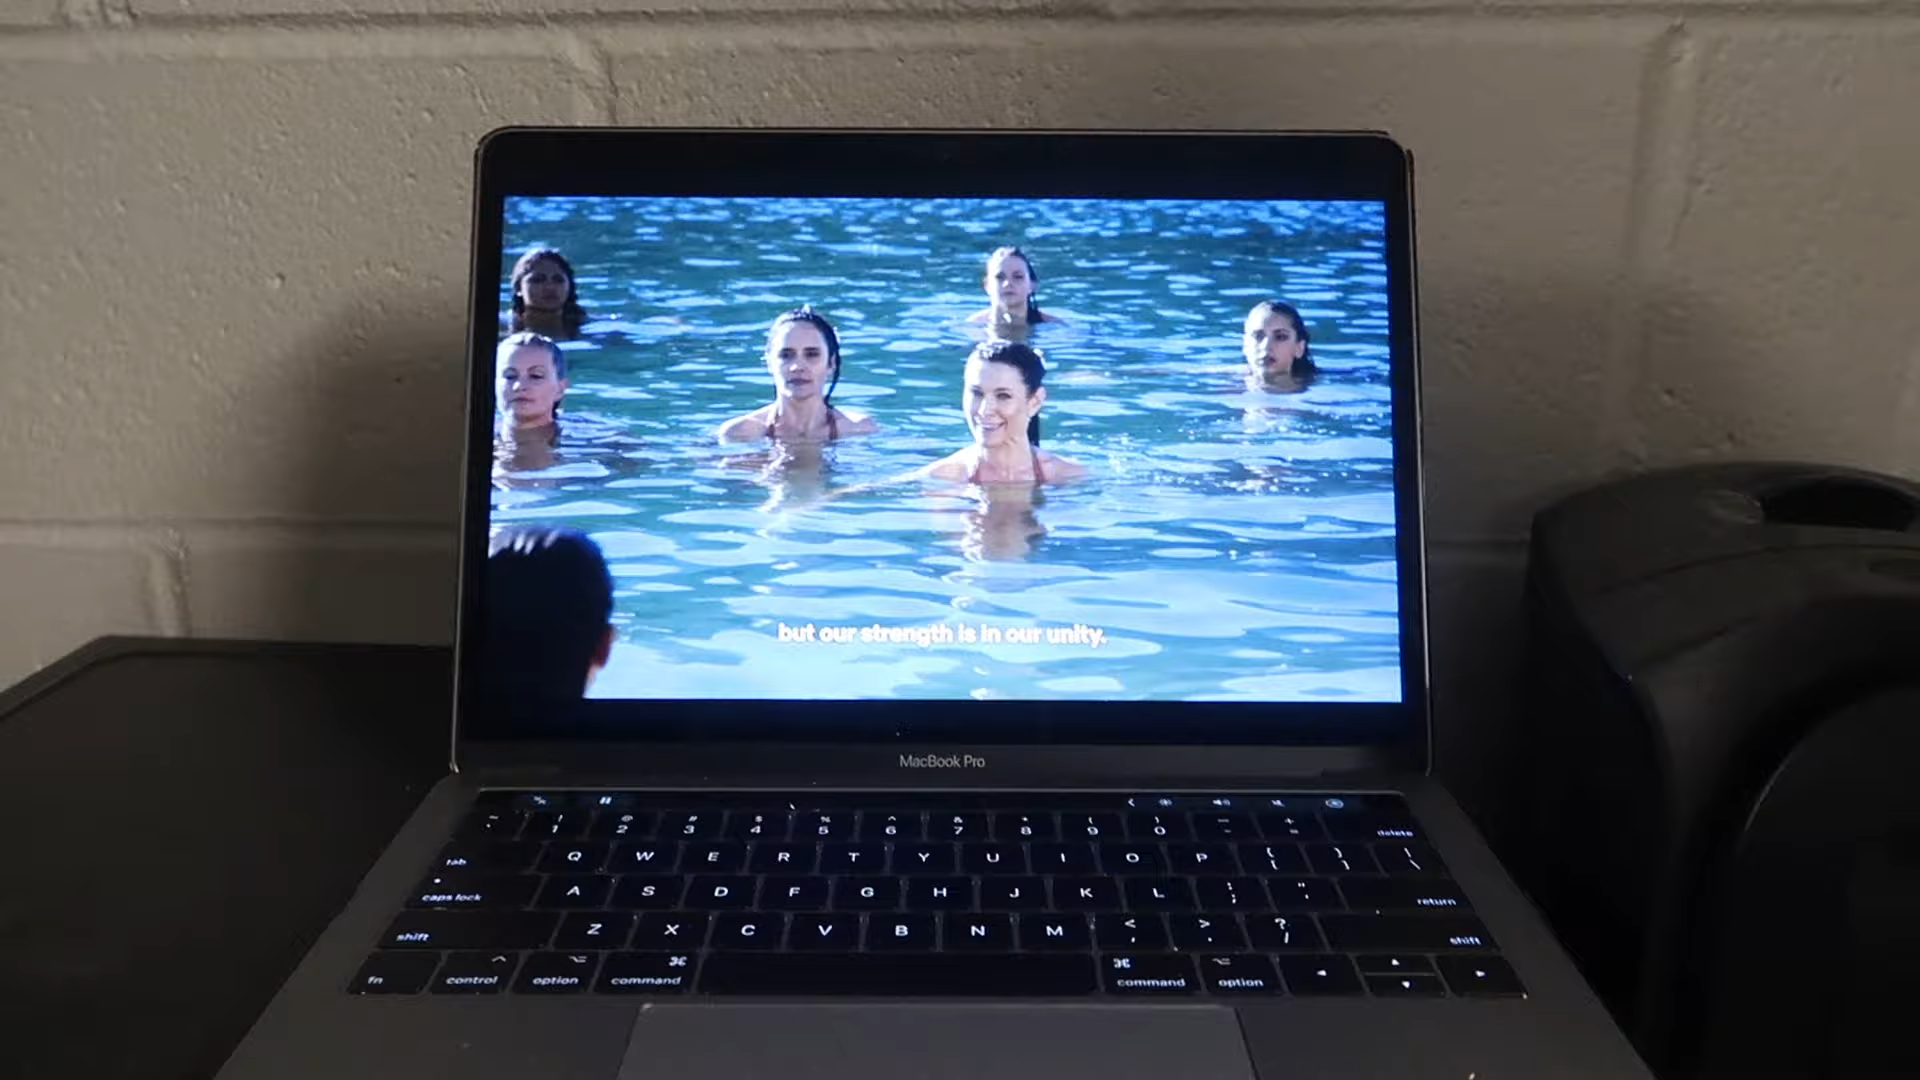 but our strength is in our unity.
MacBook Pro
~ ! @ # $ % ^ & * ( ) — +
1 2 3 4 5 6 7 8 9 0 = delete
tab Q W E R T Y U I O P { [ } ] | \
caps lock A S D F G H J K L : ; " ' return
shift Z X C V B N M < , > . ? / shift
fn control option command command option